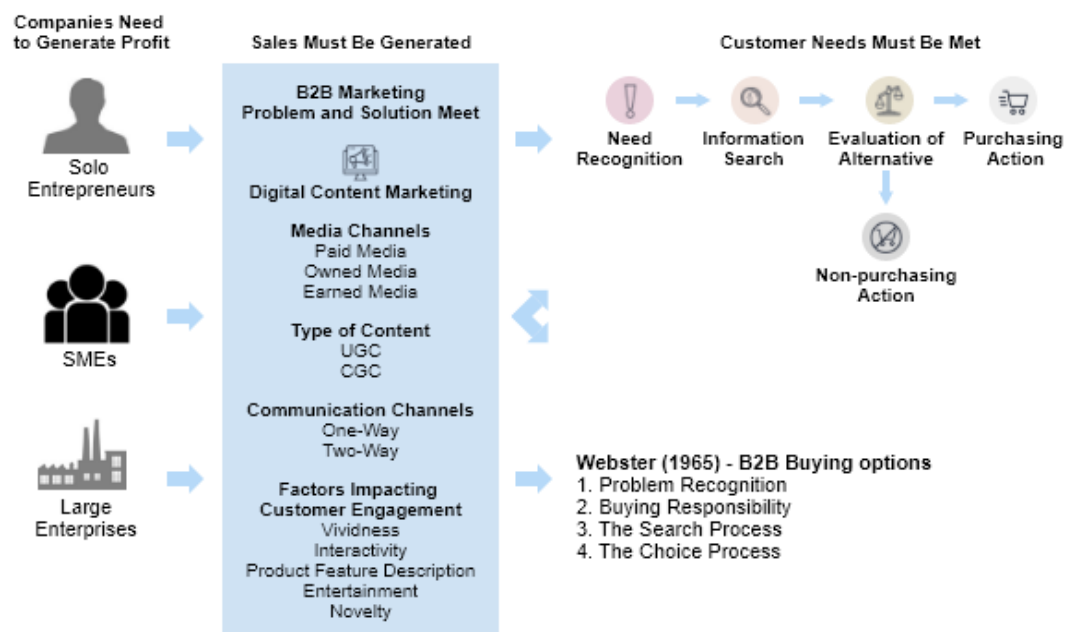 Companies Need
to Generate Profit
Solo
Entrepreneurs
SMEs
Large
Enterprises
Sales Must Be Generated
B2B Marketing
Problem and Solution Meet
Digital Content Marketing
Media Channels
Paid Media
Owned Media
Earned Media
Type of Content
UGC
CGC
Communication Channels
One-Way
Two-Way
Factors Impacting
Customer Engagement
Vividness
Interactivity
Product Feature Description
Entertainment
Novelty
Customer Needs Must Be Met
Need
Recognition
Information
Search
Evaluation of
Alternative
Purchasing
Action
Non-purchasing
Action
Webster (1965) - B2B Buying options
1. Problem Recognition
2. Buying Responsibility
3. The Search Process
4. The Choice Process